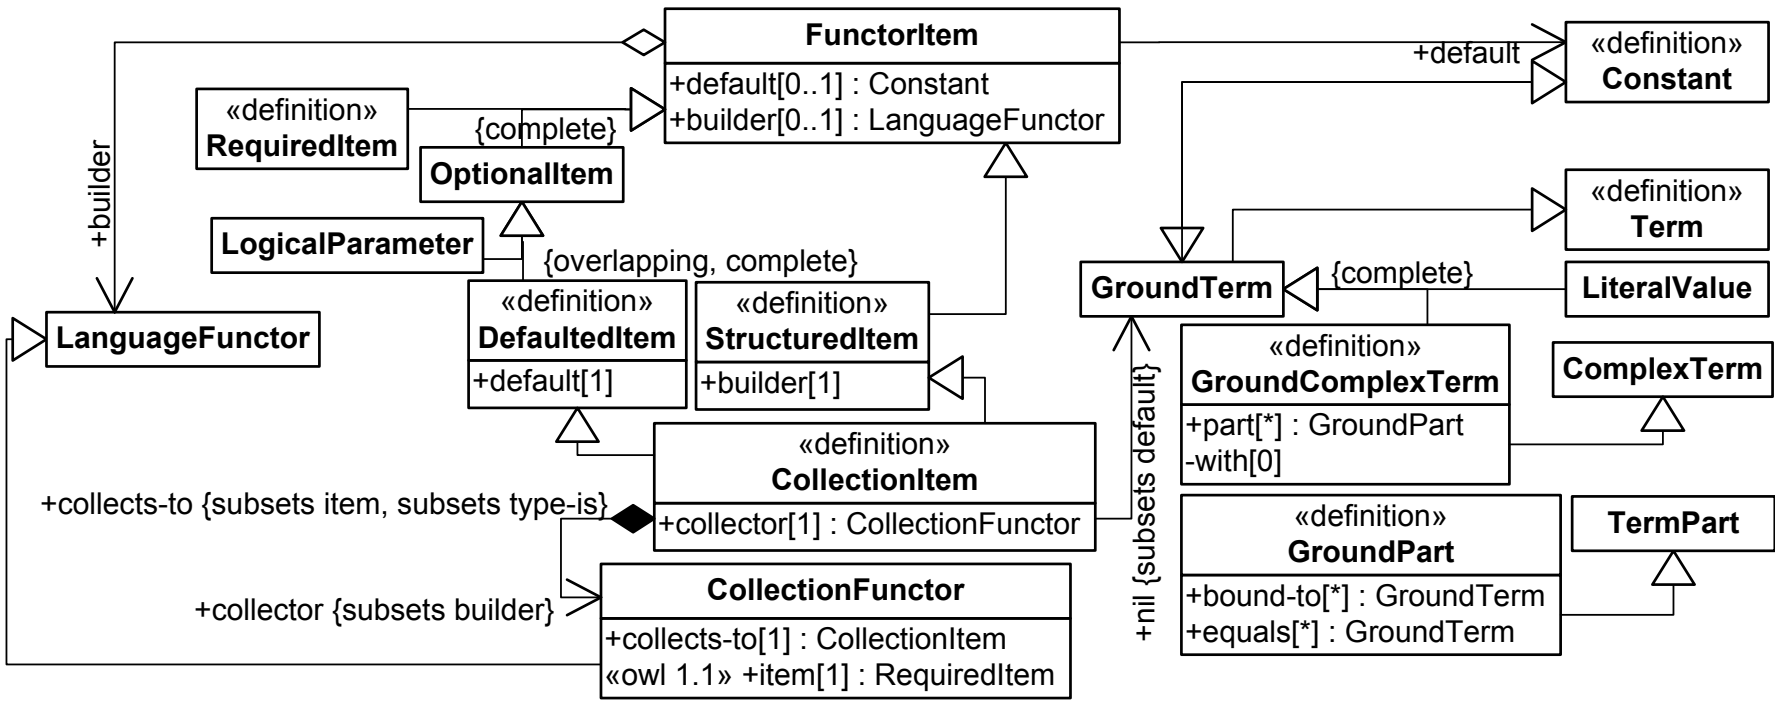 FunctorItem
+default[0..1] : Constant
+builder[0..1] : LanguageFunctor
+default
«definition»
Constant
«definition»
RequiredItem
{complete}
OptionalItem
+builder
LogicalParameter
{overlapping, complete}
«definition»
Term
GroundTerm
{complete}
LiteralValue
LanguageFunctor
«definition»
DefaultedItem
+default[1]
«definition»
StructuredItem
+builder[1]
«definition»
GroundComplexTerm
+part[*] : GroundPart
-with[0]
ComplexTerm
«definition»
CollectionItem
+collector[1] : CollectionFunctor
+collects-to {subsets item, subsets type-is}
+nil {subsets default}
«definition»
GroundPart
+bound-to[*] : GroundTerm
+equals[*] : GroundTerm
TermPart
+collector {subsets builder}
CollectionFunctor
+collects-to[1] : CollectionItem
«owl 1.1» +item[1] : RequiredItem